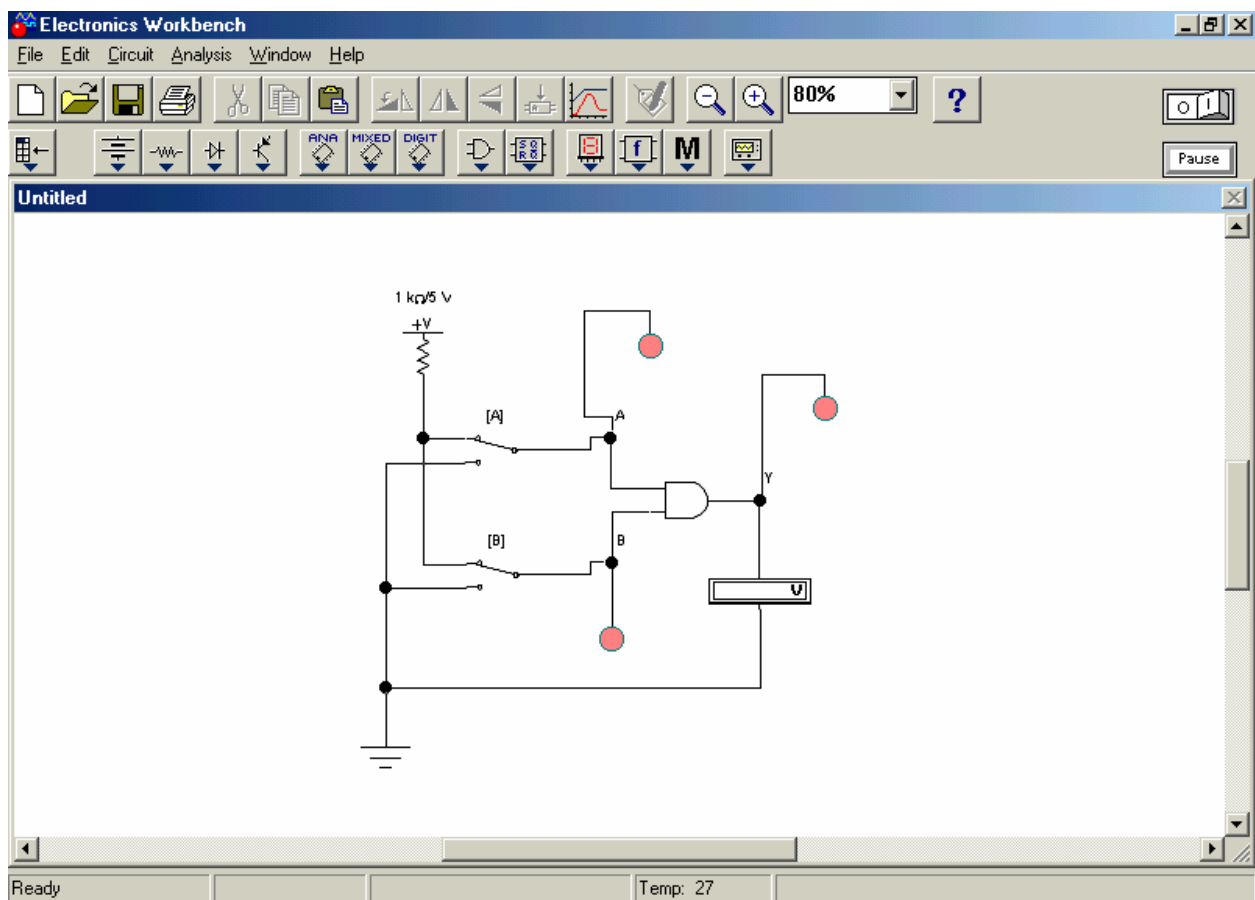 Electronics Workbench
File Edit Circuit Analysis Window Help
80% ?
ANA MIXED DIGIT
M
Pause
Untitled
1 kΩ/5 V
+V
[A] A
Y
[B] B
V
Ready Temp: 27